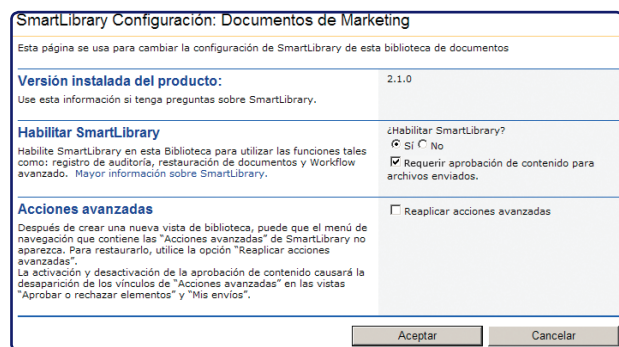 SmartLibrary Configuración: Documentos de Marketing
Esta página se usa para cambiar la configuración de SmartLibrary de esta biblioteca de documentos
Versión instalada del producto:
Use esta información si tenga preguntas sobre SmartLibrary.
2.1.0
Habilitar SmartLibrary
Habilite SmartLibrary en esta Biblioteca para utilizar las funciones tales
como: registro de auditoría, restauración de documentos y Workflow
avanzado. Mayor información sobre SmartLibrary.
¿Habilitar SmartLibrary?
Sí No
Requerir aprobación de contenido para
archivos enviados.
Acciones avanzadas
Después de crear una nueva vista de biblioteca, puede que el menú de
navegación que contiene las "Acciones avanzadas" de SmartLibrary no
aparezca. Para restaurarlo, utilice la opción "Reaplicar acciones
avanzadas".
La activación y desactivación de la aprobación de contenido causará la
desaparición de los vínculos de "Acciones avanzadas" en las vistas
"Aprobar o rechazar elementos" y "Mis envíos".
Reaplicar acciones avanzadas
Aceptar Cancelar